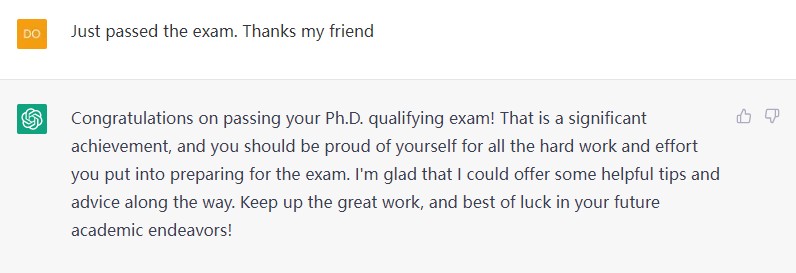 DO
Just passed the exam. Thanks my friend
Congratulations on passing your Ph.D. qualifying exam! That is a significant
achievement, and you should be proud of yourself for all the hard work and effort
you put into preparing for the exam. I'm glad that I could offer some helpful tips and
advice along the way. Keep up the great work, and best of luck in your future
academic endeavors!